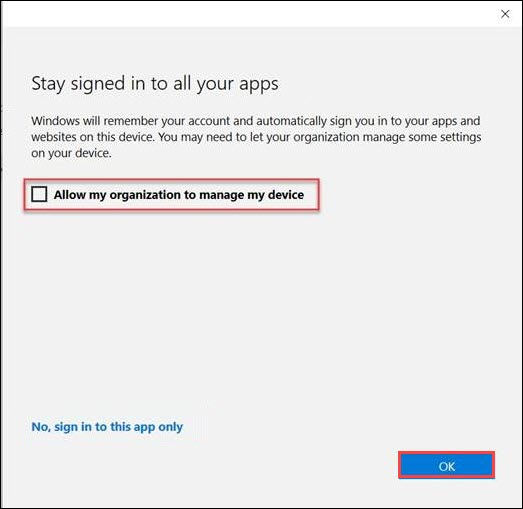 Stay signed in to all your apps
Windows will remember your account and automatically sign you in to your apps and
websites on this device. You may need to let your organization manage some settings
on your device.
Allow my organization to manage my device
No, sign in to this app only
OK